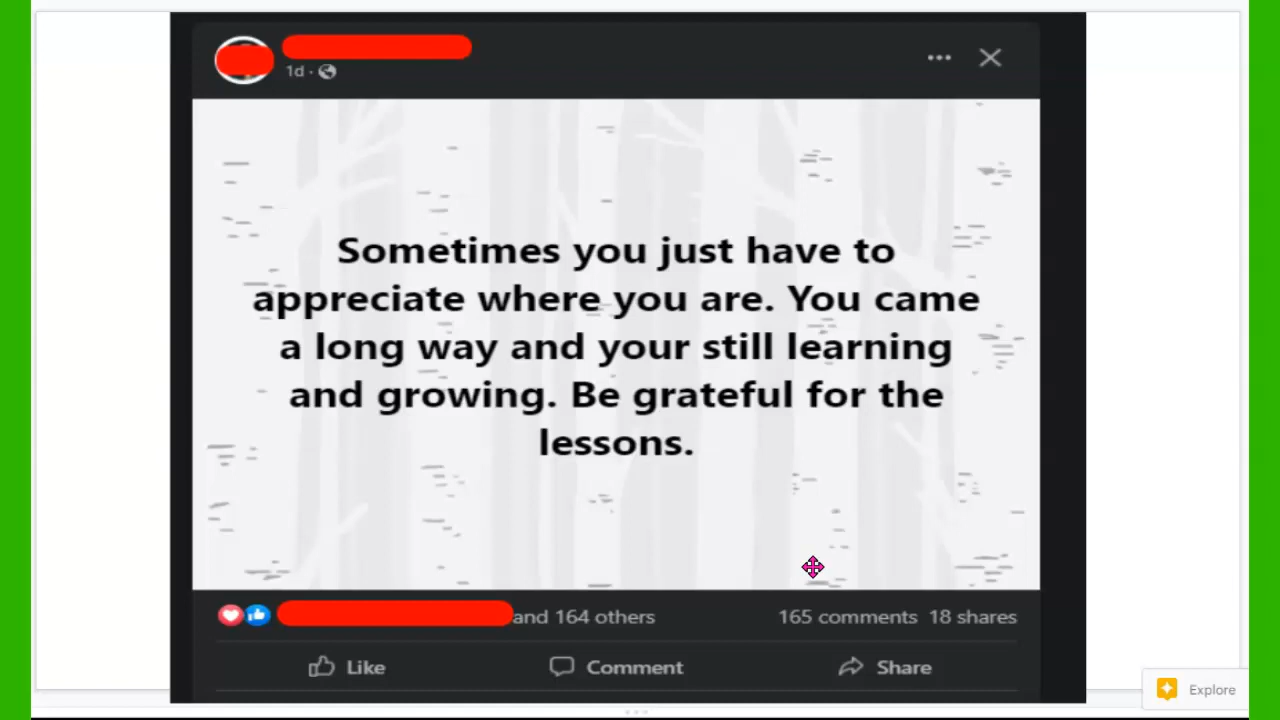 1d ·
Sometimes you just have to
appreciate where you are. You came
a long way and your still learning
and growing. Be grateful for the
lessons.
and 164 others 165 comments 18 shares
Like Comment Share
Explore